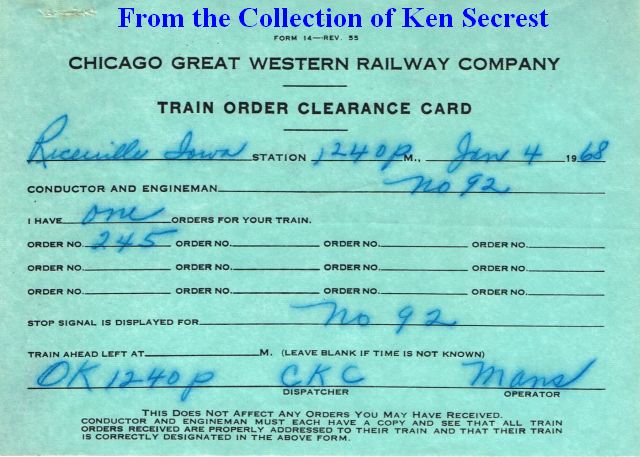 From the Collection of Ken Secrest
FORM 14—REV. 55
CHICAGO GREAT WESTERN RAILWAY COMPANY
TRAIN ORDER CLEARANCE CARD
Riceville Iowa STATION 1240 P M., Jan 4 1968
CONDUCTOR AND ENGINEMAN No 92
I HAVE one ORDERS FOR YOUR TRAIN.
ORDER NO. 245 ORDER NO. ORDER NO. ORDER NO.
ORDER NO. ORDER NO. ORDER NO. ORDER NO.
ORDER NO. ORDER NO. ORDER NO. ORDER NO.
STOP SIGNAL IS DISPLAYED FOR No 92
TRAIN AHEAD LEFT AT M. (LEAVE BLANK IF TIME IS NOT KNOWN)
OK 1240 p CKC Mans
DISPATCHER OPERATOR
THIS DOES NOT AFFECT ANY ORDERS YOU MAY HAVE RECEIVED.
CONDUCTOR AND ENGINEMAN MUST EACH HAVE A COPY AND SEE THAT ALL TRAIN
ORDERS RECEIVED ARE PROPERLY ADDRESSED TO THEIR TRAIN AND THAT THEIR TRAIN
IS CORRECTLY DESIGNATED IN THE ABOVE FORM.